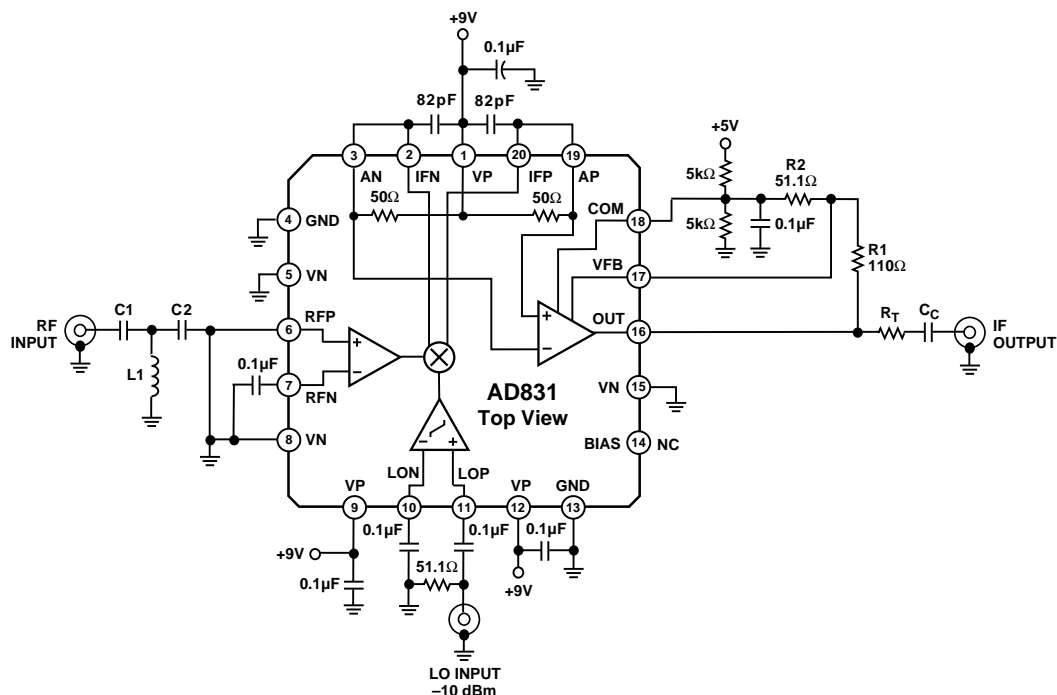 +9V
0.1µF
82pF
82pF
+5V
3
2
1
20
19
AN
IFN
VP
IFP
AP
5kΩ
R2
51.1Ω
50Ω
50Ω
COM
18
5kΩ
0.1µF
4
GND
R1
110Ω
VFB
17
5
VN
C1
C2
RF
INPUT
6
RFP
+
–
+
–
OUT
16
RT
CC
IF
OUTPUT
L1
0.1µF
7
RFN
AD831
Top View
VN
15
8
VN
–
+
BIAS
14
NC
LON
LOP
VP
VP
GND
9
10
11
12
13
0.1µF
0.1µF
0.1µF
+9V
51.1Ω
0.1µF
+9V
LO INPUT
–10 dBm